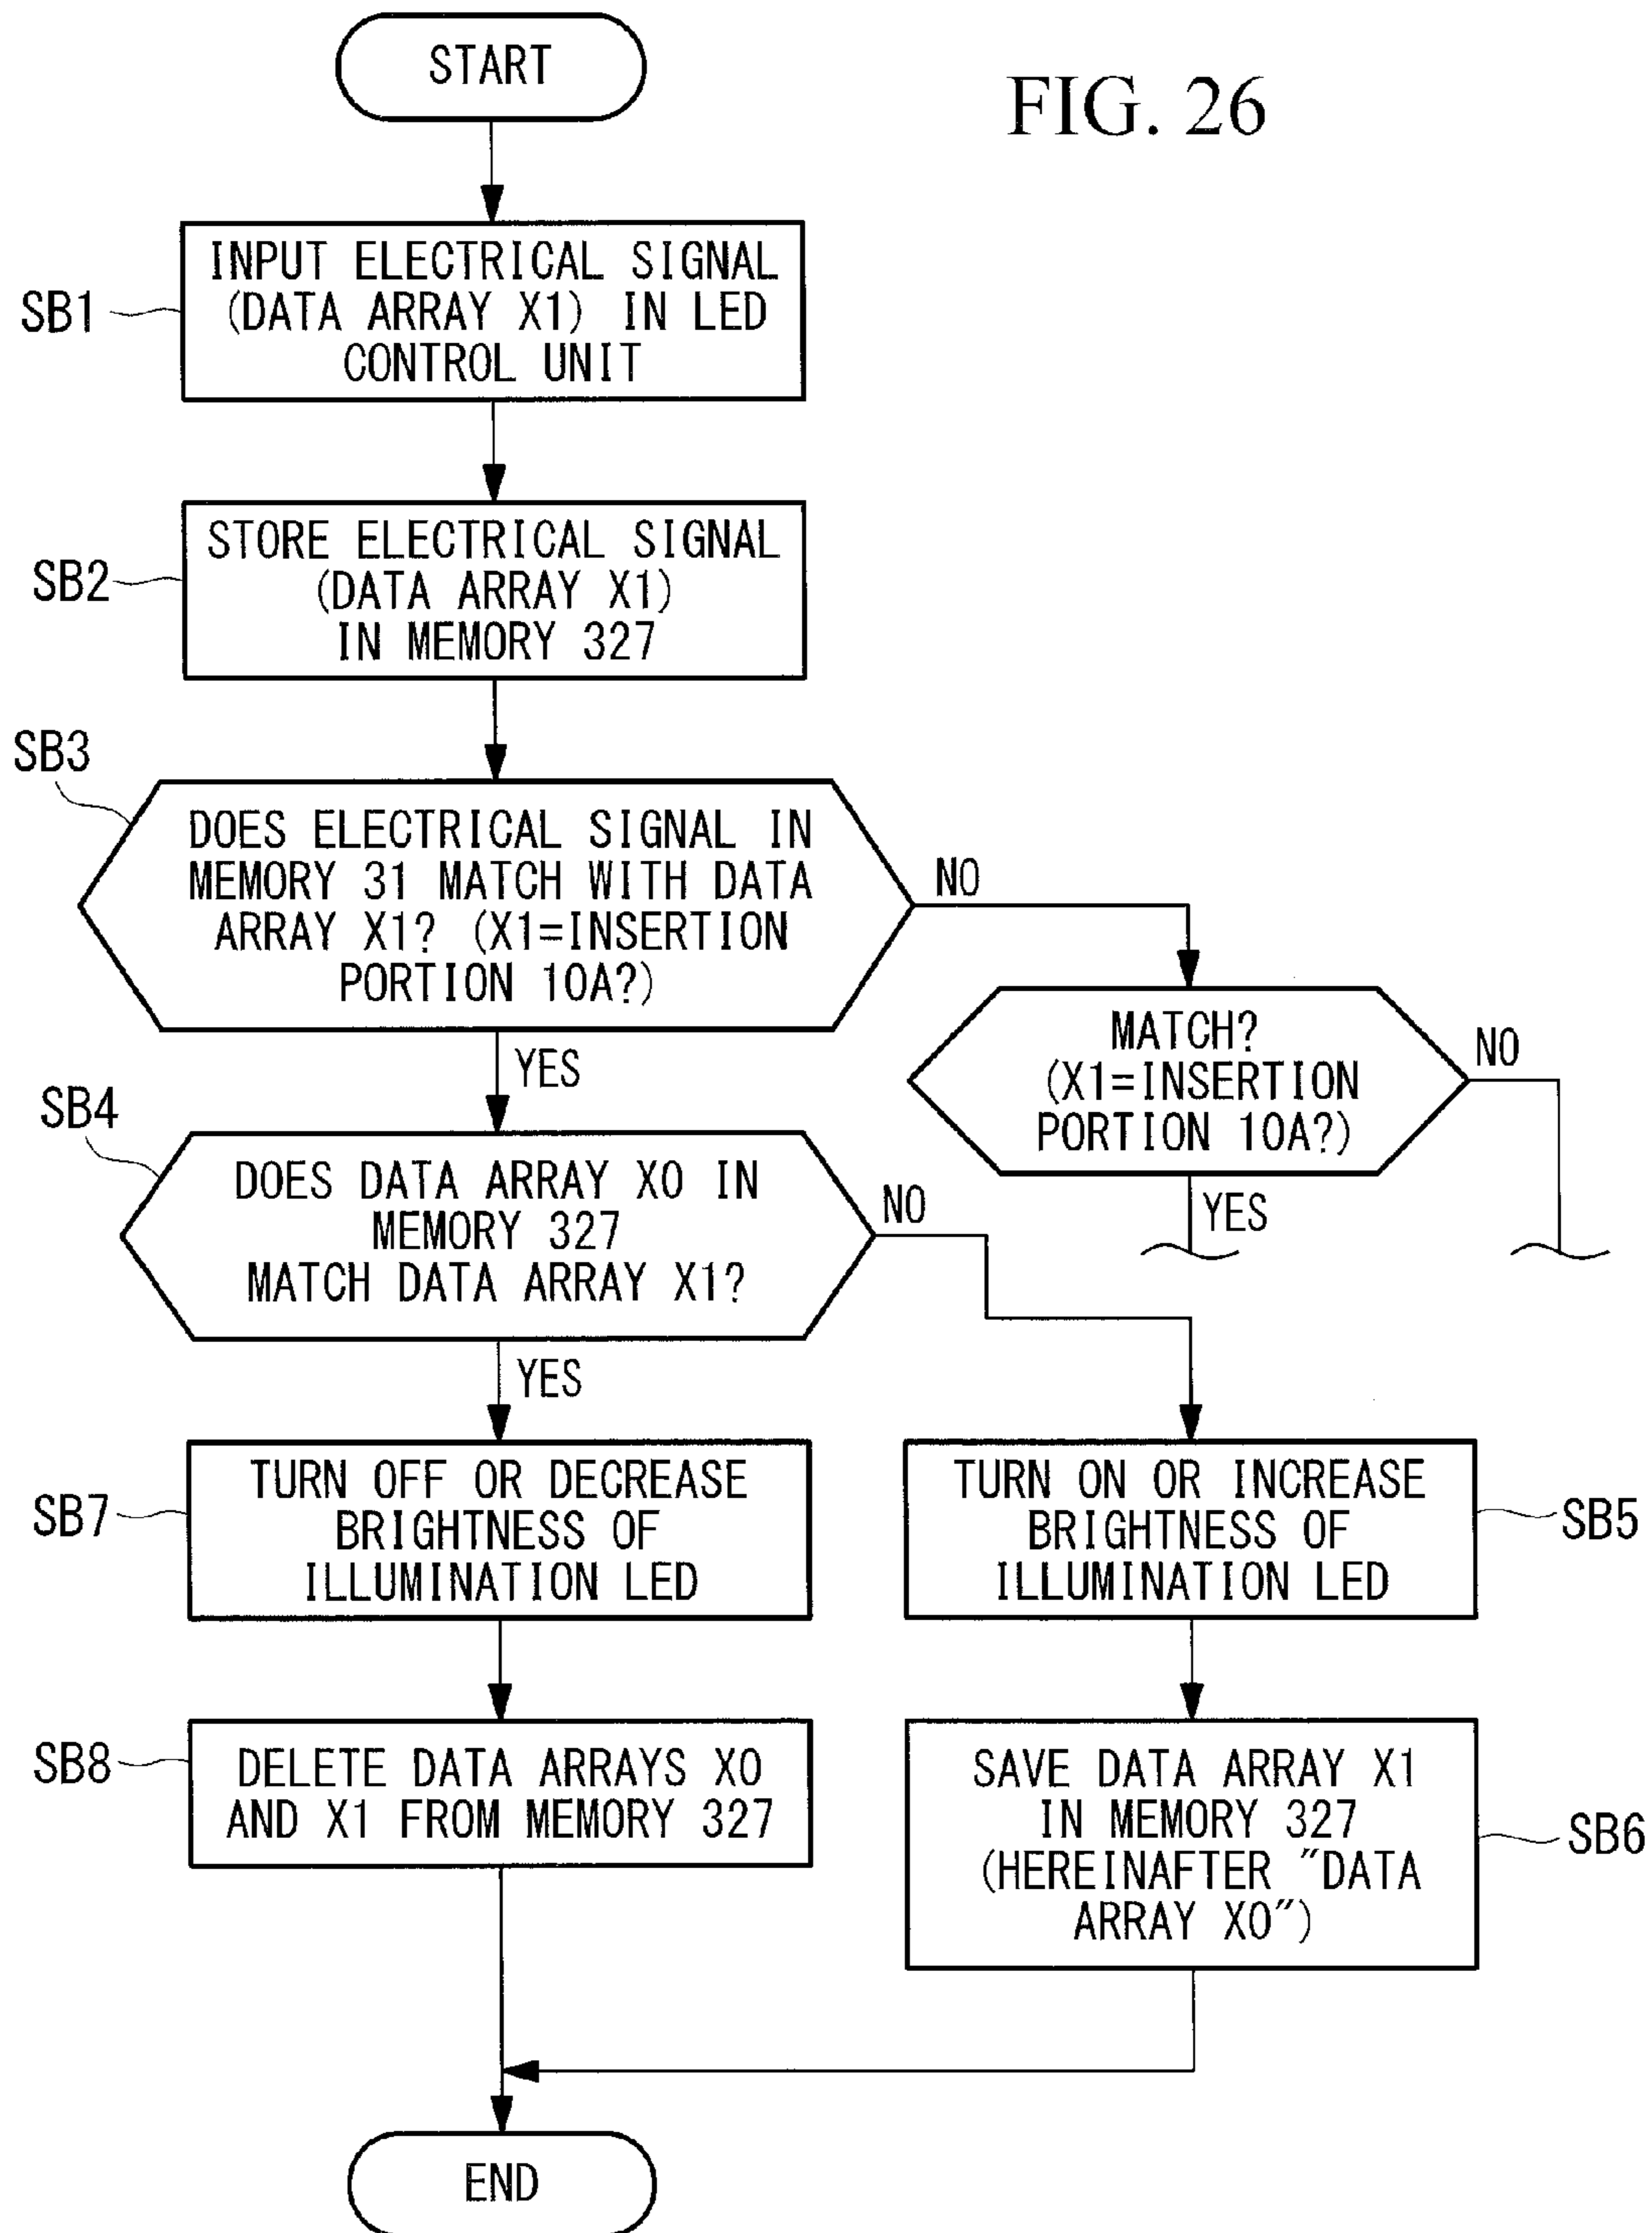 FIG. 26
START
SB1
INPUT ELECTRICAL SIGNAL
(DATA ARRAY X1) IN LED
CONTROL UNIT
SB2
STORE ELECTRICAL SIGNAL
(DATA ARRAY X1)
IN MEMORY 327
SB3
DOES ELECTRICAL SIGNAL IN
MEMORY 31 MATCH WITH DATA
ARRAY X1? (X1=INSERTION
PORTION 10A?)
NO
YES
MATCH?
(X1=INSERTION
PORTION 10A?)
NO
YES
SB4
DOES DATA ARRAY X0 IN
MEMORY 327
MATCH DATA ARRAY X1?
NO
YES
SB7
TURN OFF OR DECREASE
BRIGHTNESS OF
ILLUMINATION LED
TURN ON OR INCREASE
BRIGHTNESS OF
ILLUMINATION LED
SB5
SB8
DELETE DATA ARRAYS X0
AND X1 FROM MEMORY 327
SAVE DATA ARRAY X1
IN MEMORY 327
(HEREINAFTER "DATA
ARRAY X0")
SB6
END